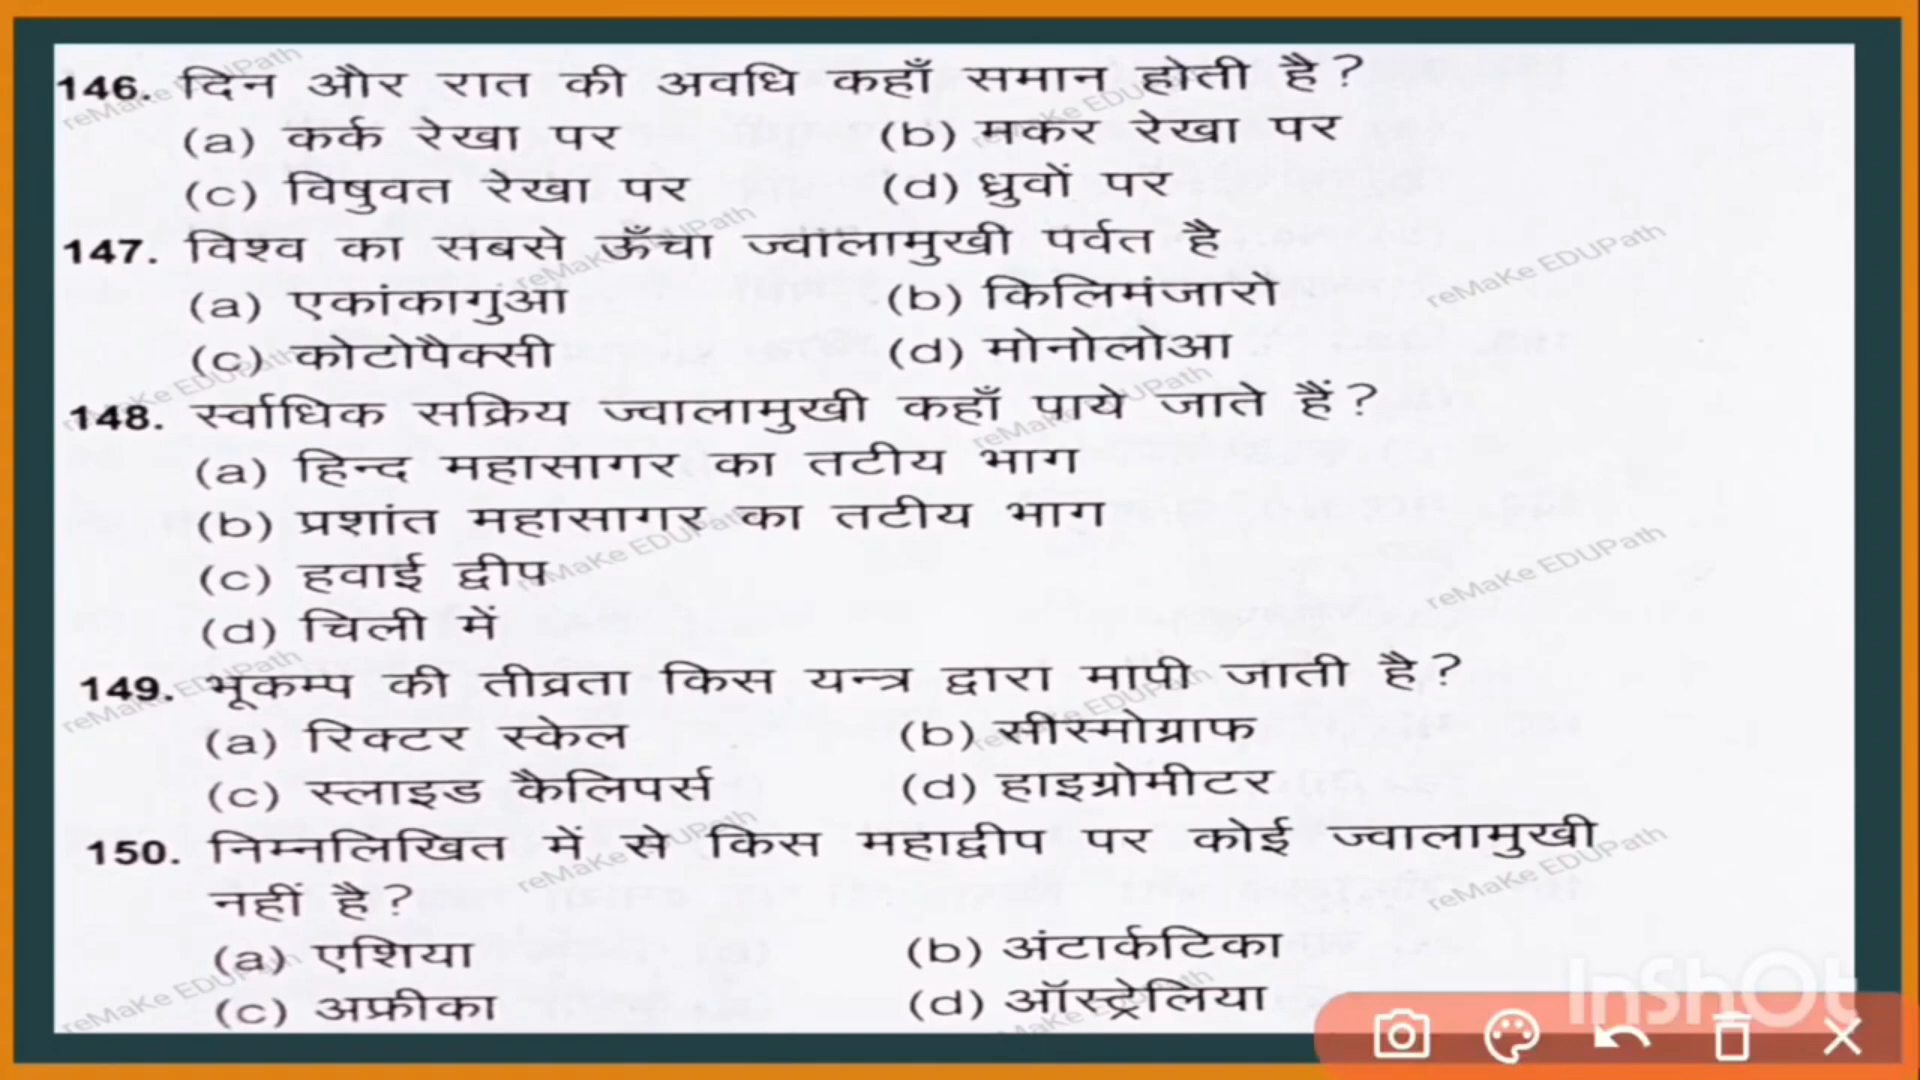 146. दिन और रात की अवधि कहाँ समान होती है?
(a) कर्क रेखा पर (b) मकर रेखा पर
(c) विषुवत रेखा पर (d) ध्रुवों पर
147. विश्व का सबसे ऊँचा ज्वालामुखी पर्वत है
(a) एकांकागुआ (b) किलिमंजारो
(c) कोटोपैक्सी (d) मोनोलोआ
148. र्स्वाधिक सक्रिय ज्वालामुखी कहाँ पाये जाते हैं?
(a) हिन्द महासागर का तटीय भाग
(b) प्रशांत महासागर का तटीय भाग
(c) हवाई द्वीप
(d) चिली में
149. भूकम्प की तीव्रता किस यन्त्र द्वारा मापी जाती है?
(a) रिक्टर स्केल (b) सीस्मोग्राफ
(c) स्लाइड कैलिपर्स (d) हाइग्रोमीटर
150. निम्नलिखित में से किस महाद्वीप पर कोई ज्वालामुखी
नहीं है?
(a) एशिया (b) अंटार्कटिका
(c) अफ्रीका (d) ऑस्ट्रेलिया
reMaKe EDUPath
InShOt